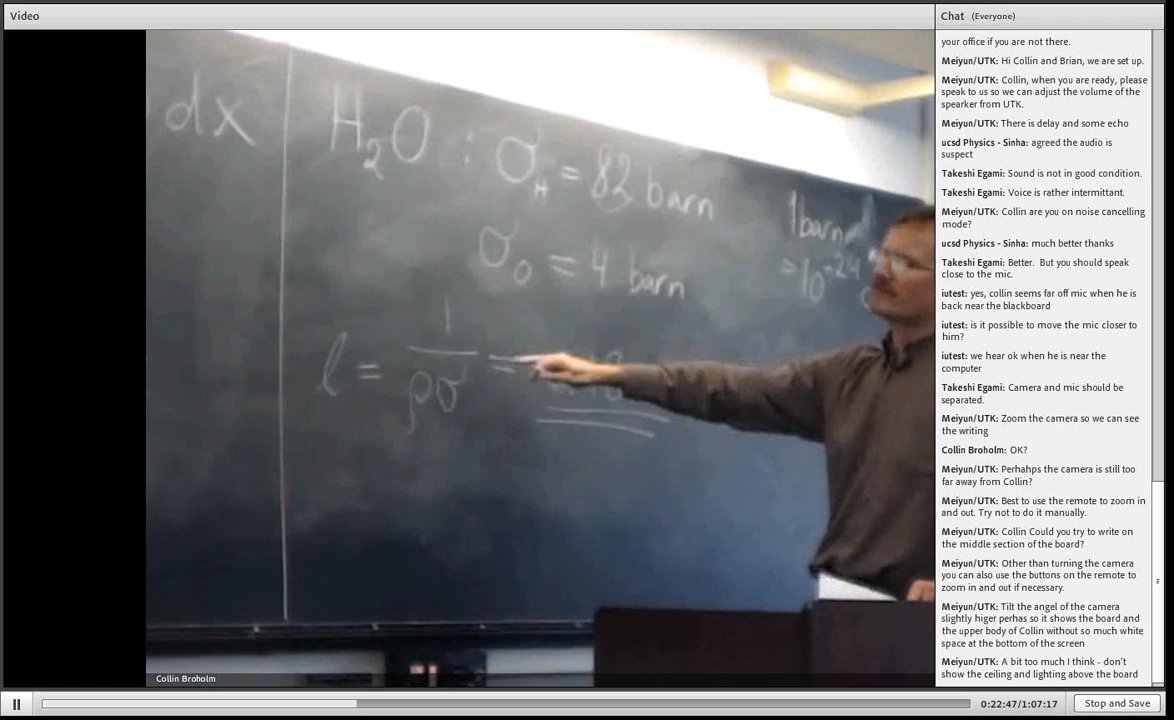 Video
dx
H₂O : σH = 82 barn
σO = 4 barn
1 barn
= 10⁻²⁴
l = 1/ρσ =
Collin Broholm
Chat (Everyone)
your office if you are not there.
Meiyun/UTK: Hi Collin and Brian, we are set up.
Meiyun/UTK: Collin, when you are ready, please
speak to us so we can adjust the volume of the
spearker from UTK.
Meiyun/UTK: There is delay and some echo
ucsd Physics - Sinha: agreed the audio is
suspect
Takeshi Egami: Sound is not in good condition.
Takeshi Egami: Voice is rather intermittant.
Meiyun/UTK: Collin are you on noise cancelling
mode?
ucsd Physics - Sinha: much better thanks
Takeshi Egami: Better. But you should speak
close to the mic.
iutest: yes, collin seems far off mic when he is
back near the blackboard
iutest: is it possible to move the mic closer to
him?
iutest: we hear ok when he is near the
computer
Takeshi Egami: Camera and mic should be
separated.
Meiyun/UTK: Zoom the camera so we can see
the writing
Collin Broholm: OK?
Meiyun/UTK: Perhahps the camera is still too
far away from Collin?
Meiyun/UTK: Best to use the remote to zoom in
and out. Try not to do it manually.
Meiyun/UTK: Collin Could you try to write on
the middle section of the board?
Meiyun/UTK: Other than turning the camera
you can also use the buttons on the remote to
zoom in and out if necessary.
Meiyun/UTK: Tilt the angel of the camera
slightly higer perhas so it shows the board and
the upper body of Collin without so much white
space at the bottom of the screen
Meiyun/UTK: A bit too much I think - don't
show the ceiling and lighting above the board
0:22:47/1:07:17
Stop and Save